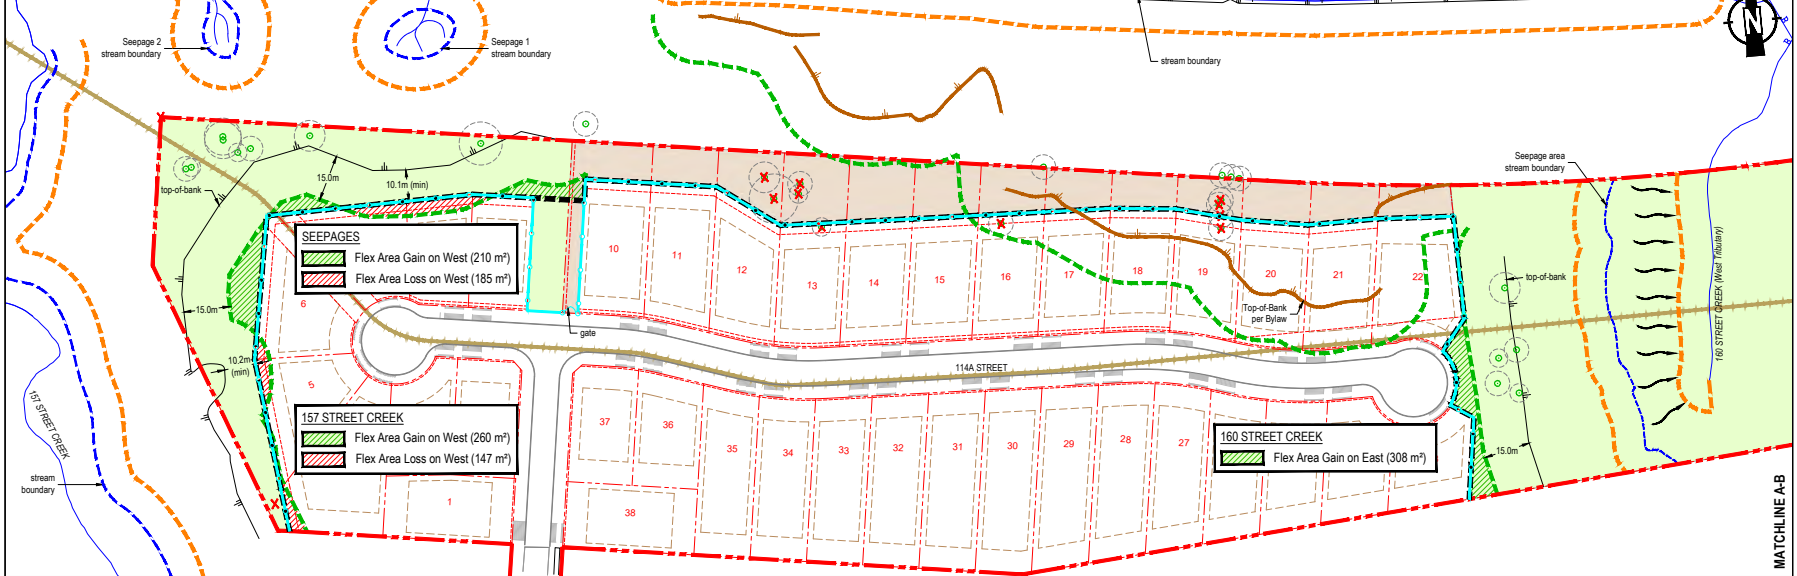 Seepage 2
stream boundary
Seepage 1
stream boundary
stream boundary
N
Seepage area
stream boundary
top-of-bank
15.0m
10.1m (min)
SEEPAGES
Flex Area Gain on West (210 m²)
Flex Area Loss on West (185 m²)
10
11
12
13
14
15
16
17
18
19
20
21
22
top-of-bank
Top-of-Bank
per Bylaw
160 STREET CREEK (West Tributary)
6
15.0m
gate
10.2m
(min)
114A STREET
5
157 STREET CREEK
157 STREET CREEK
Flex Area Gain on West (260 m²)
Flex Area Loss on West (147 m²)
37
36
35
34
33
32
31
30
29
28
27
160 STREET CREEK
Flex Area Gain on East (308 m²)
15.0m
stream
boundary
1
38
MATCHLINE A-B